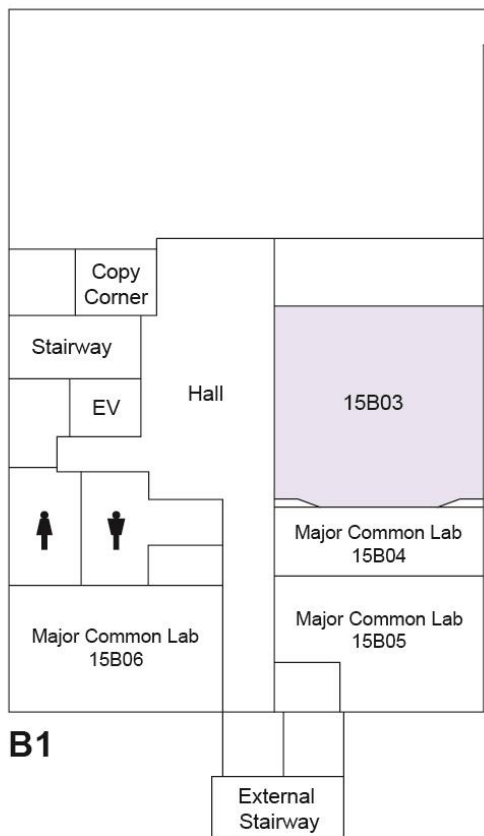 Copy
Corner
Stairway
EV
Hall
15B03
Major Common Lab
15B04
Major Common Lab
15B05
Major Common Lab
15B06
B1
External
Stairway